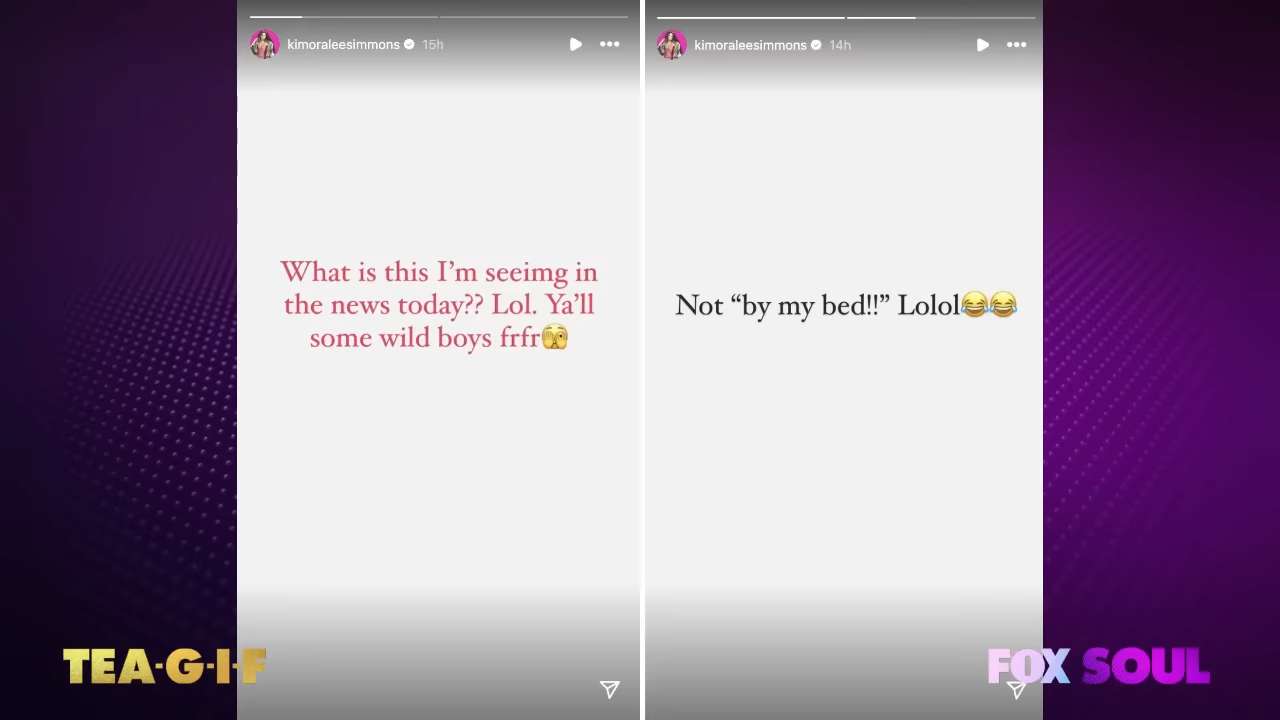 kimoraleesimmons 15h
What is this I'm seeimg in
the news today?? Lol. Ya'll
some wild boys frfr🫣
kimoraleesimmons 14h
Not “by my bed!!” Lolol😂😂
TEA-G-I-F
FOX SOUL